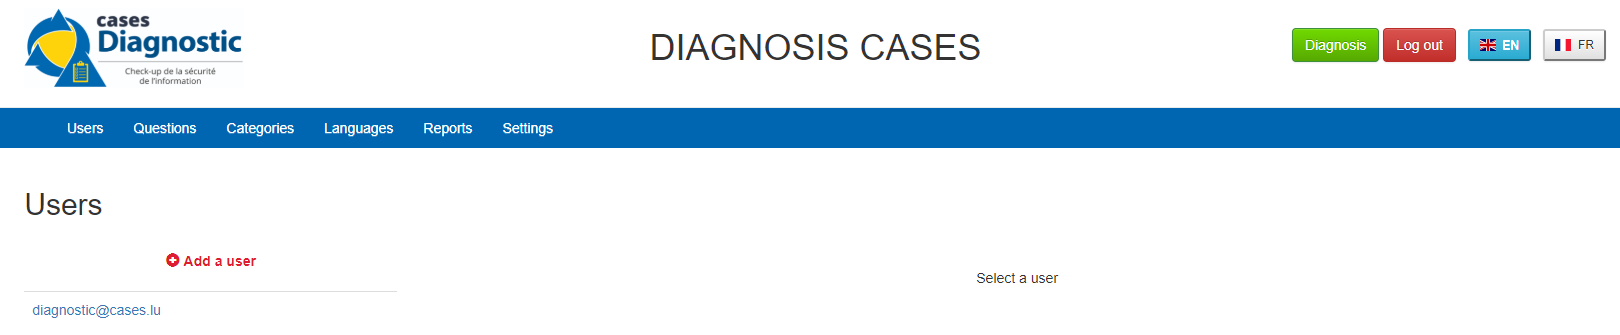 cases
Diagnostic
Check-up de la sécurité
de l'information
DIAGNOSIS CASES
Diagnosis
Log out
EN
FR
Users Questions Categories Languages Reports Settings
Users
Add a user
Select a user
diagnostic@cases.lu